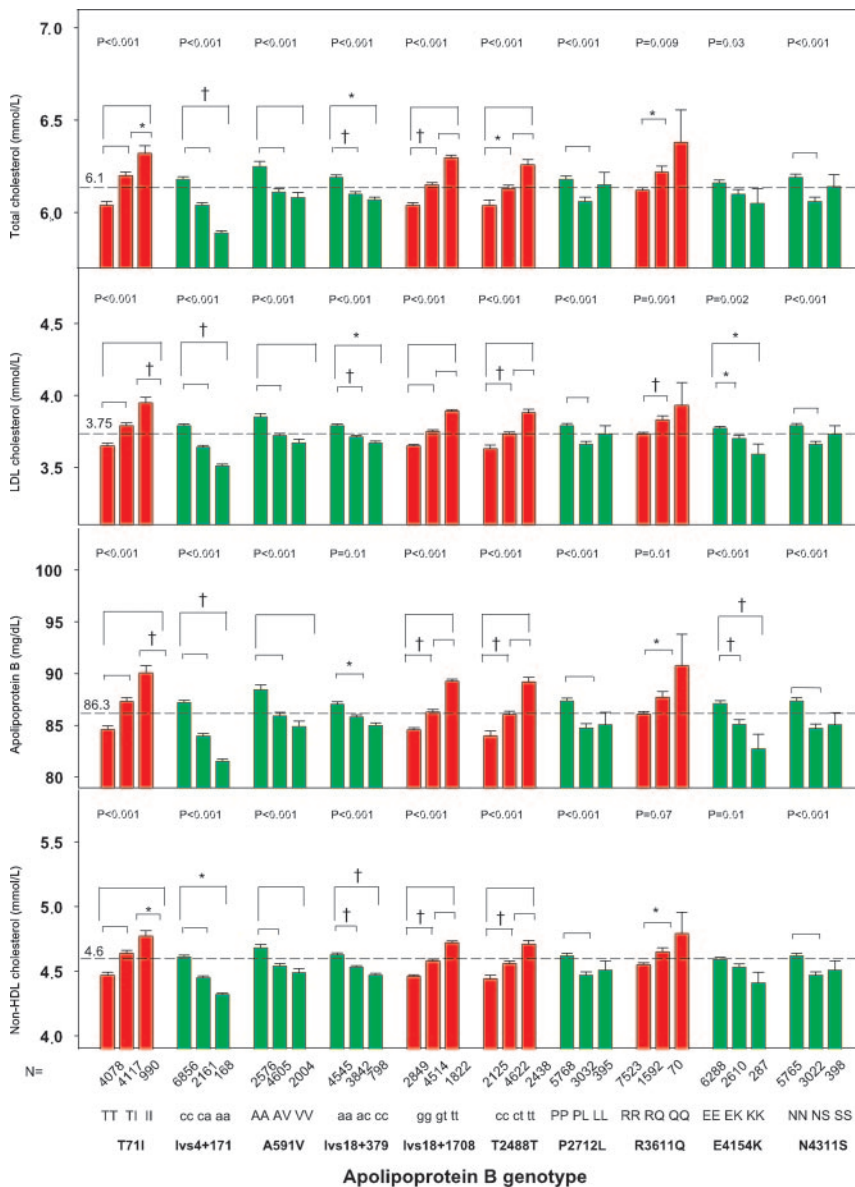 7.0
P<0.001 P<0.001 P<0.001 P<0.001 P<0.001 P<0.001 P<0.001 P=0.009 P=0.03 P<0.001
† *
6.5
* † † *
*
6.1
6.0
Total cholesterol (mmol/L)
P<0.001 P<0.001 P<0.001 P<0.001 P<0.001 P<0.001 P<0.001 P=0.001 P=0.002 P<0.001
4.5
† * *
† † † † *
4.0
3.75
3.5
LDL cholesterol (mmol/L)
P<0.001 P<0.001 P<0.001 P=0.01 P<0.001 P<0.001 P<0.001 P=0.01 P<0.001 P<0.001
100
95
† †
† * † † * †
90
86.3
85
80
Apolipoprotein B (mg/dL)
P<0.001 P<0.001 P<0.001 P<0.001 P<0.001 P<0.001 P<0.001 P=0.07 P=0.01 P<0.001
5.5
* †
5.0
* † † † *
4.6
4.5
4.0
Non-HDL cholesterol (mmol/L)
N= 4078 4117 990 6856 2161 168 2576 4605 2004 4545 3842 798 2849 4514 1822 2125 4622 2438 5768 3032 395 7523 1592 70 6288 2610 287 5765 3022 398
TT TI II cc ca aa AA AV VV aa ac cc gg gt tt cc ct tt PP PL LL RR RQ QQ EE EK KK NN NS SS
T71I Ivs4+171 A591V Ivs18+379 Ivs18+1708 T2488T P2712L R3611Q E4154K N4311S
Apolipoprotein B genotype